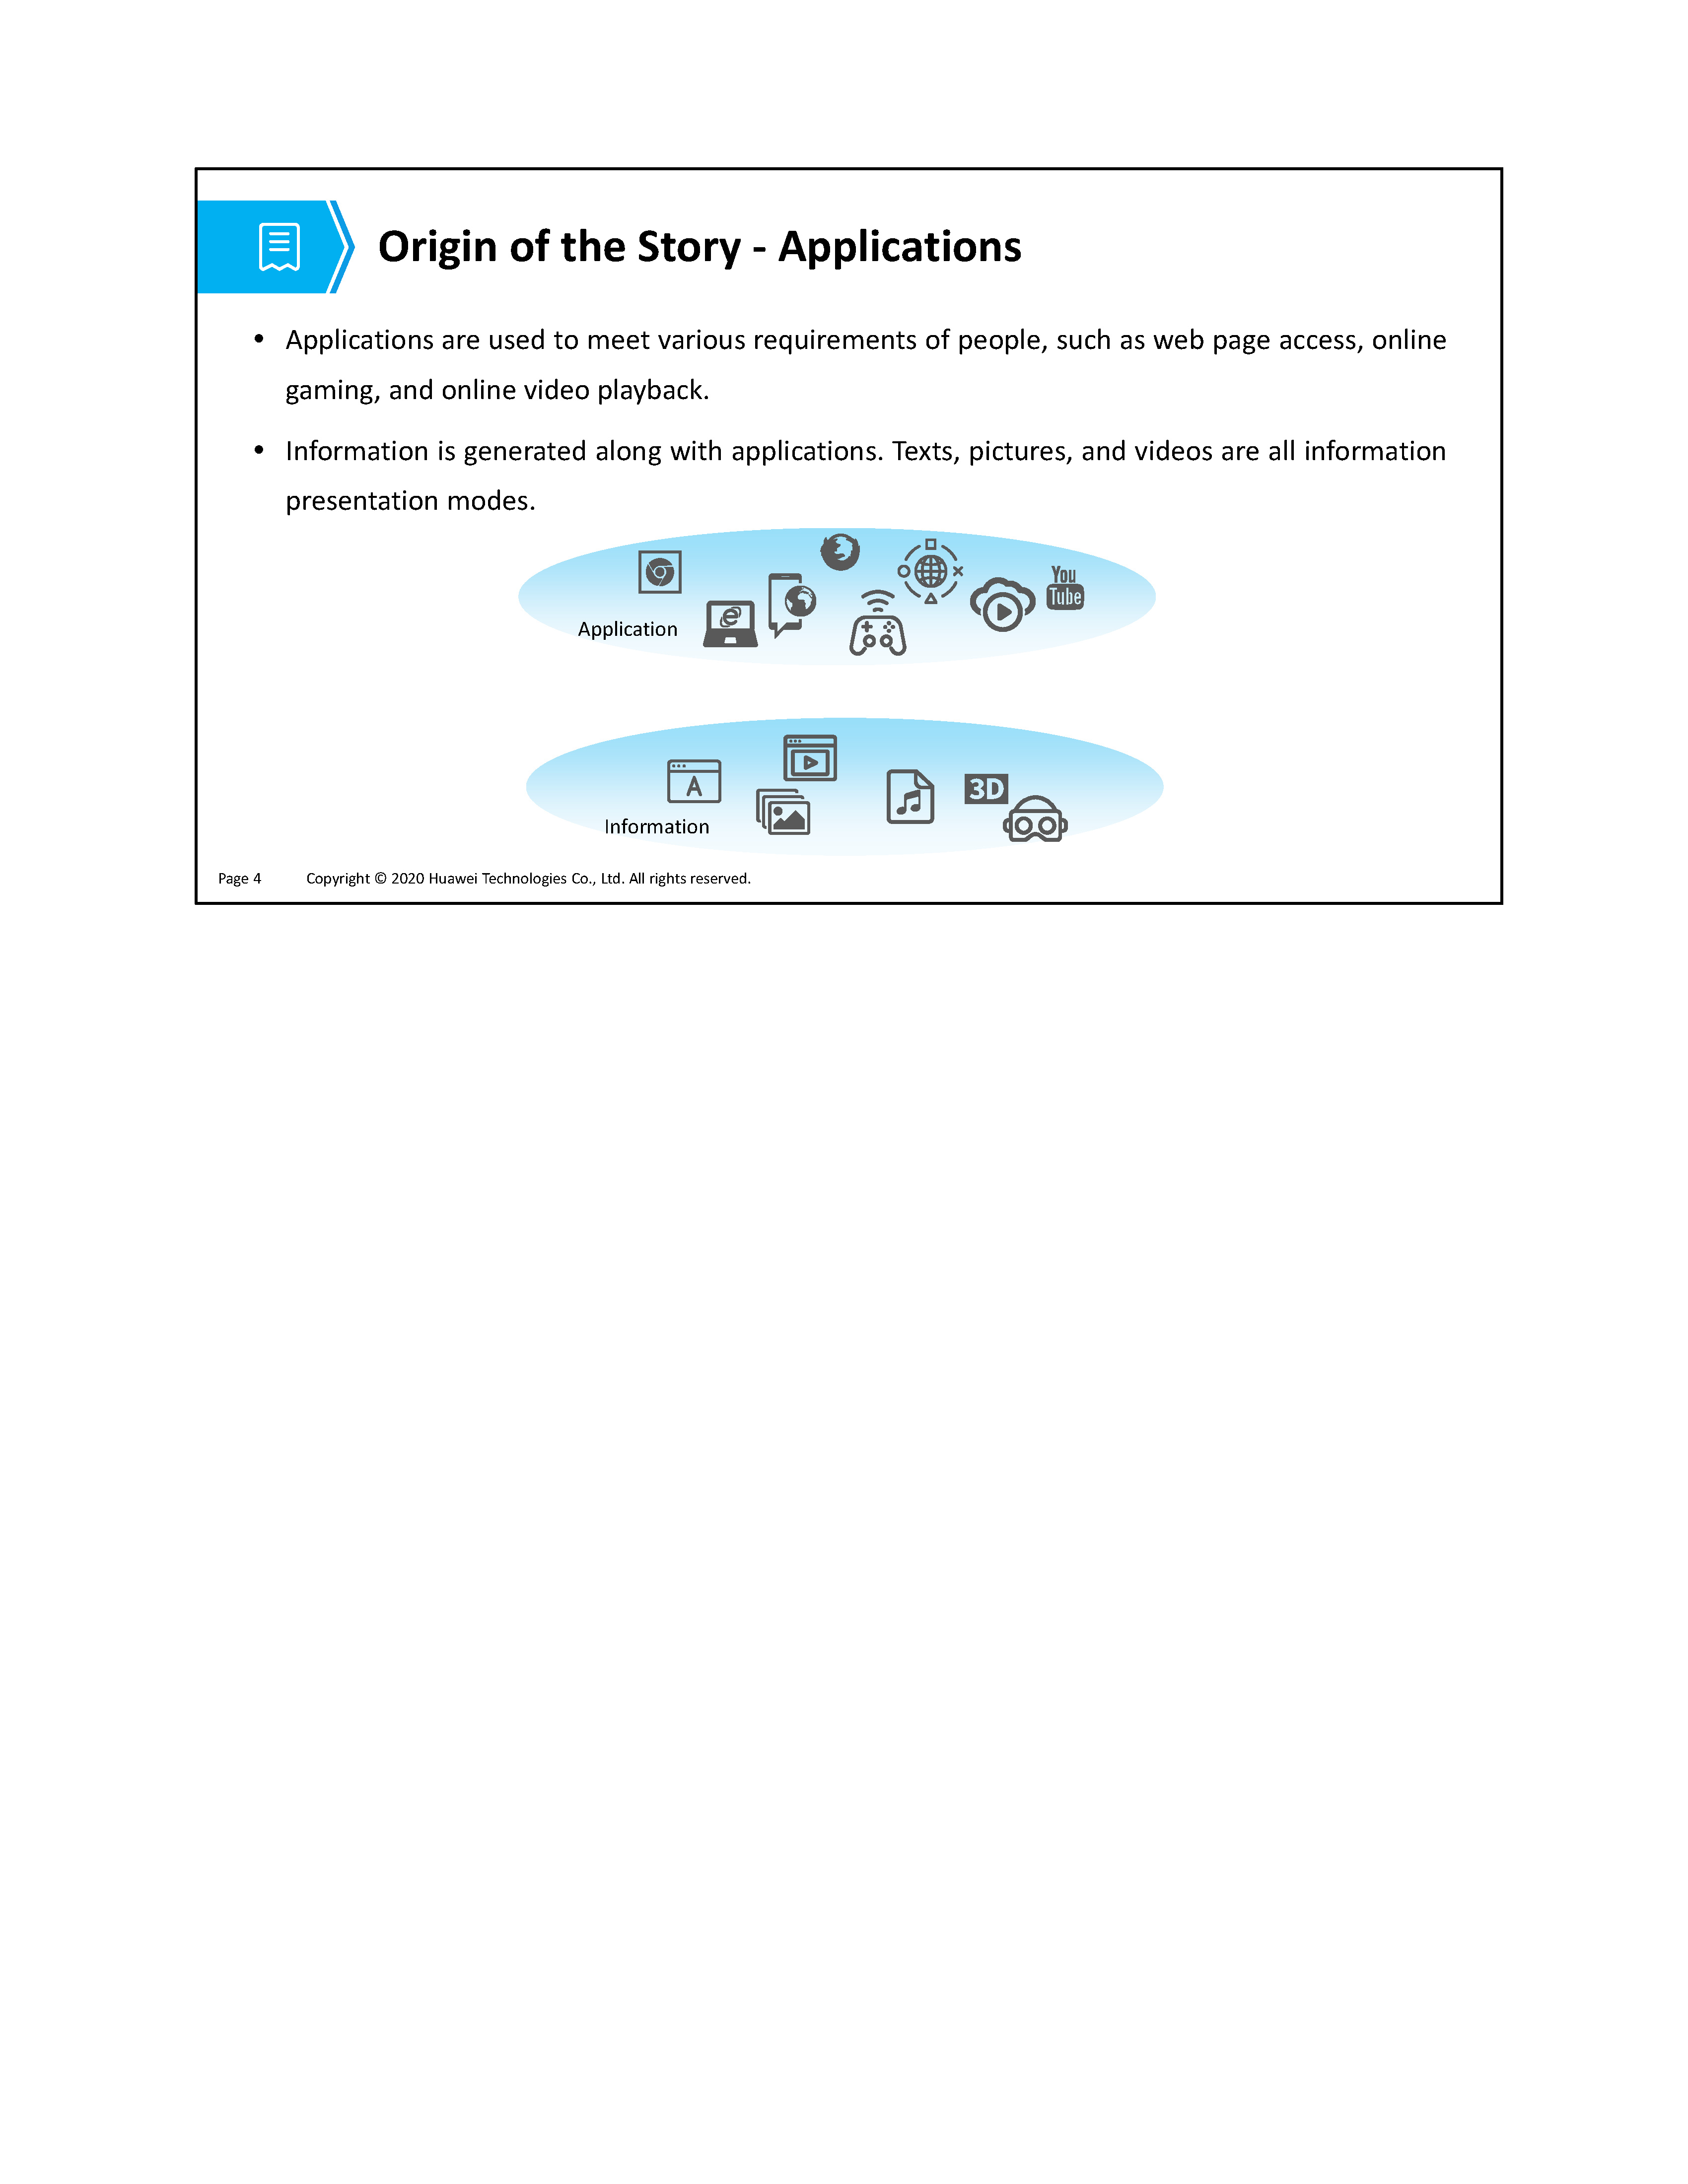 Origin of the Story - Applications
• Applications are used to meet various requirements of people, such as web page access, online
gaming, and online video playback.
• Information is generated along with applications. Texts, pictures, and videos are all information
presentation modes.
You
Tube
e
Application
A
3D
Information
Page 4 Copyright © 2020 Huawei Technologies Co., Ltd. All rights reserved.